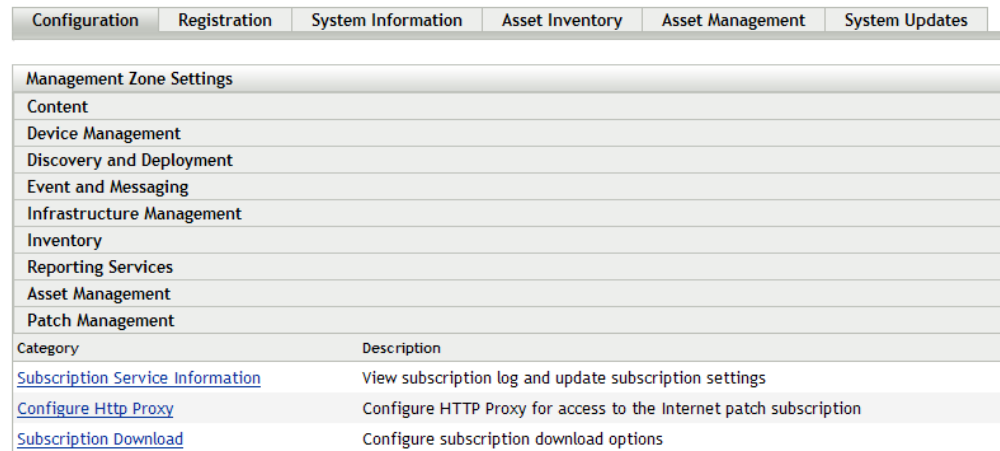 Configuration Registration System Information Asset Inventory Asset Management System Updates
Management Zone Settings
Content
Device Management
Discovery and Deployment
Event and Messaging
Infrastructure Management
Inventory
Reporting Services
Asset Management
Patch Management
Category Description
Subscription Service Information View subscription log and update subscription settings
Configure Http Proxy Configure HTTP Proxy for access to the Internet patch subscription
Subscription Download Configure subscription download options